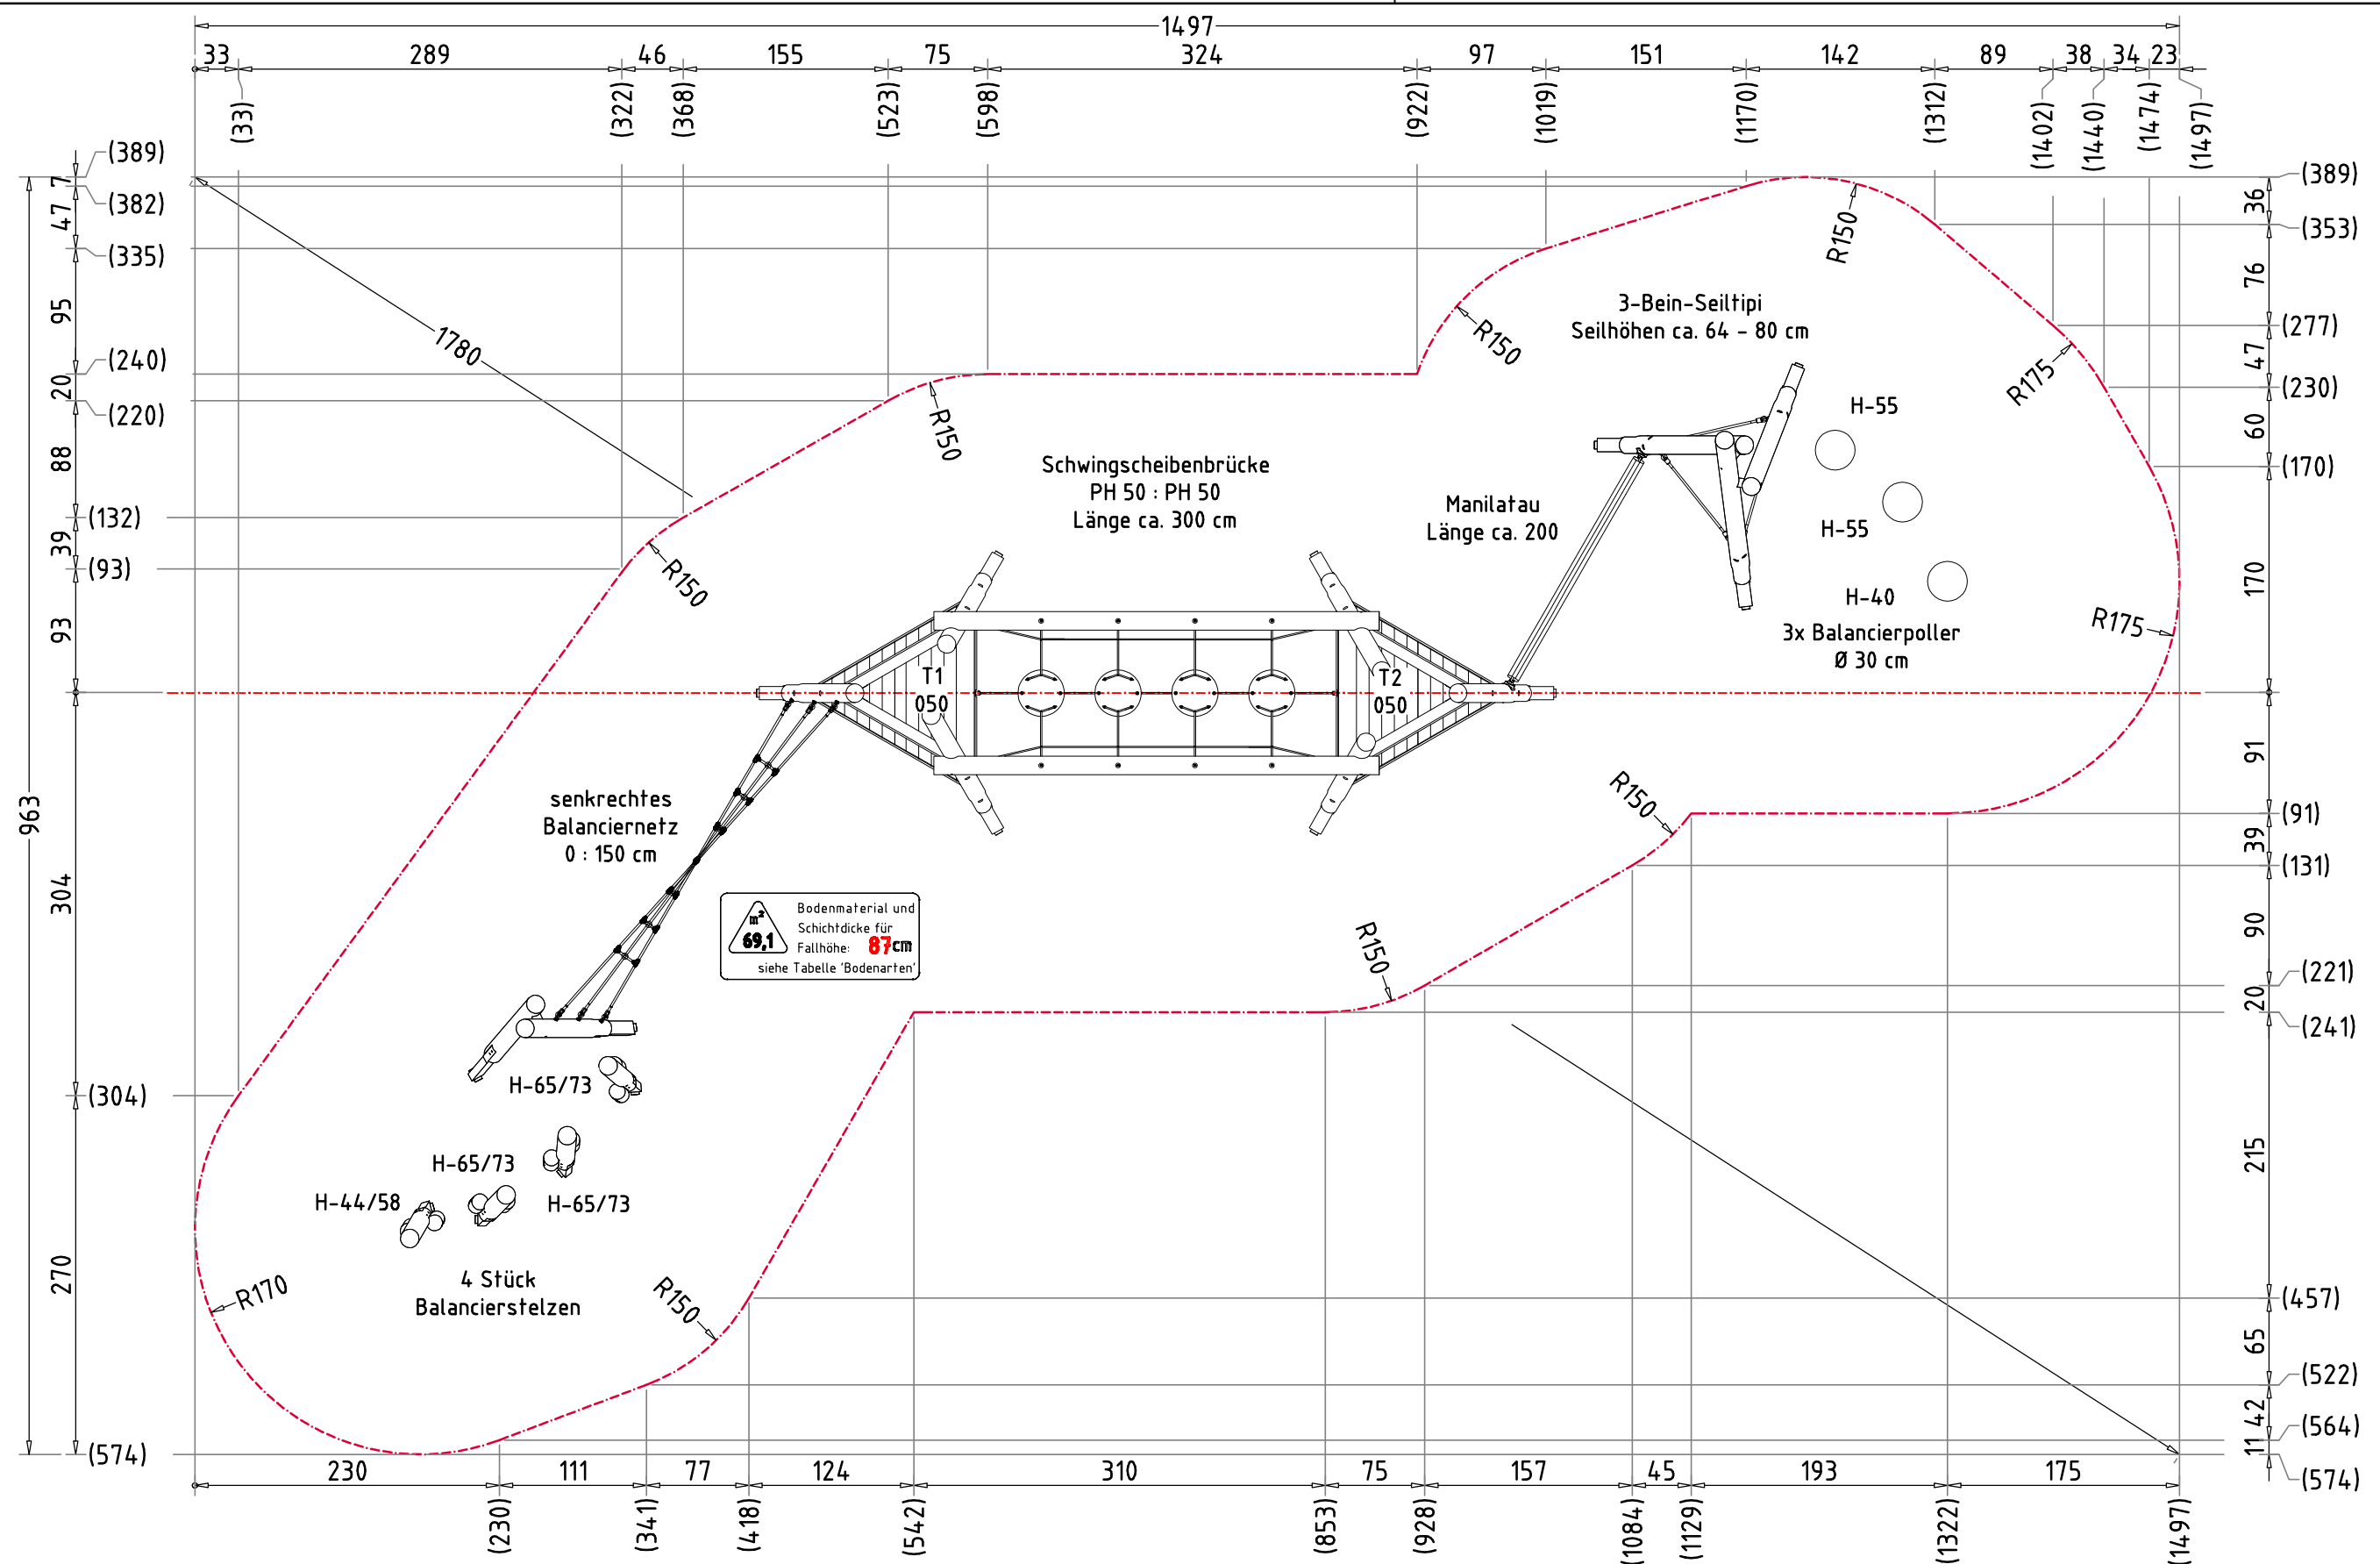 1497
33 289 46 155 75 324 97 151 142 89 38 34 23
(33) (322) (368) (523) (598) (922) (1019) (1170) (1312) (1402) (1440) (1474) (1497)
(389)
7
(382)
47
(335)
95
(240)
20
(220)
88
(132)
39
(93)
93
304
(304)
270
(574)
963
1780
R150
R150
R150
R150
R175
R175
3-Bein-Seiltipi
Seilhöhen ca. 64 - 80 cm
H-55
H-55
H-40
3x Balancierpoller
Ø 30 cm
Schwingscheibenbrücke
PH 50 : PH 50
Länge ca. 300 cm
Manilatau
Länge ca. 200
T1
050
T2
050
senkrechtes
Balanciernetz
0 : 150 cm
m²
69,1
Bodenmaterial und
Schichtdicke für
Fallhöhe: 87cm
siehe Tabelle 'Bodenarten'
R150
R150
H-65/73
H-65/73
H-65/73
H-44/58
4 Stück
Balancierstelzen
R170
R150
(389)
36
(353)
76
(277)
47
(230)
60
(170)
170
91
(91)
39
(131)
90
(221)
20
(241)
215
(457)
65
(522)
42
(564)
11
(574)
230 111 77 124 310 75 157 45 193 175
(230) (341) (418) (542) (853) (928) (1084) (1129) (1322) (1497)